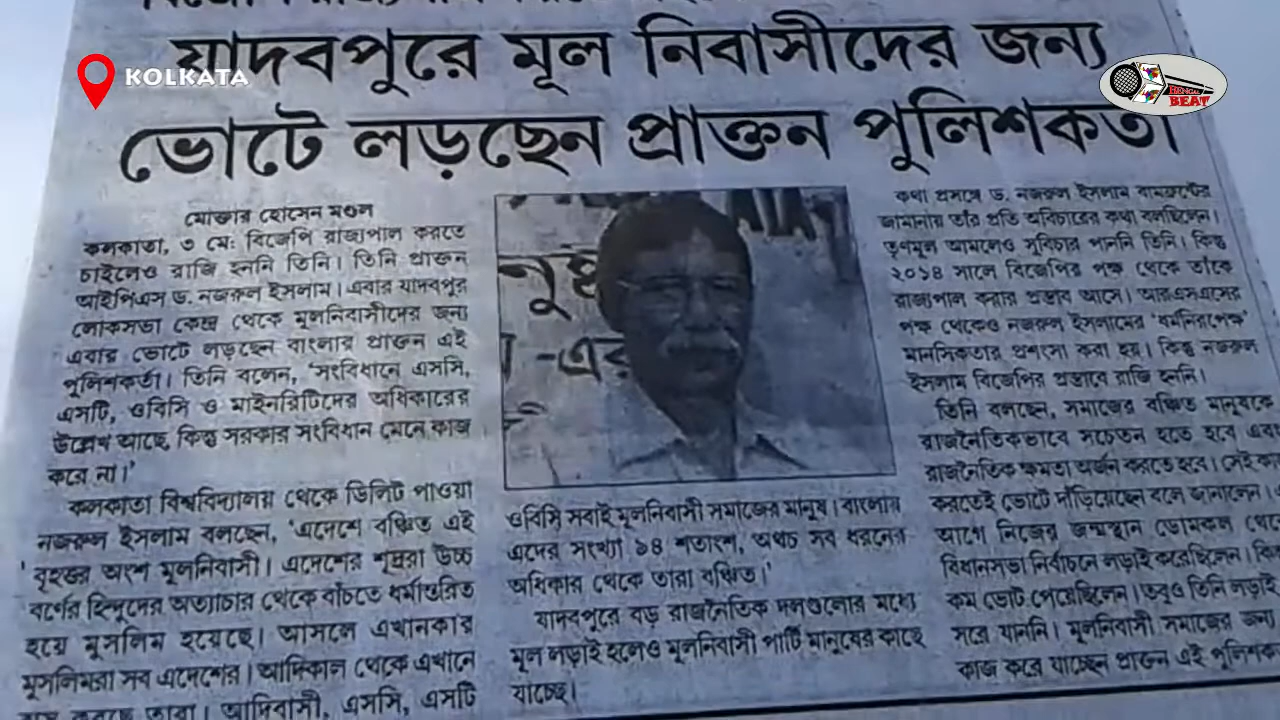 যাদবপুরে মূল নিবাসীদের জন্য
KOLKATA
BENGAL
BEAT
ভোটে লড়ছেন প্রাক্তন পুলিশকর্তা
মোক্তার হোসেন মণ্ডল
কলকাতা, ৩ মে: বিজেপি রাজ্যপাল করতে
চাইলেও রাজি হননি তিনি। তিনি প্রাক্তন
আইপিএস ড. নজরুল ইসলাম। এবার যাদবপুর
লোকসভা কেন্দ্র থেকে মূলনিবাসীদের জন্য
এবার ভোটে লড়ছেন বাংলার প্রাক্তন এই
পুলিশকর্তা। তিনি বলেন, 'সংবিধানে এসসি,
এসটি, ওবিসি ও মাইনরিটিদের অধিকারের
উল্লেখ আছে, কিন্তু সরকার সংবিধান মেনে কাজ
করে না।'
কলকাতা বিশ্ববিদ্যালয় থেকে ডিলিট পাওয়া
নজরুল ইসলাম বলছেন, 'এদেশে বঞ্চিত এই
বৃহত্তর অংশ মূলনিবাসী। এদেশের শূদ্ররা উচ্চ
বর্ণের হিন্দুদের অত্যাচার থেকে বাঁচতে ধর্মান্তরিত
হয়ে মুসলিম হয়েছে। আসলে এখানকার
মুসলিমরা সব এদেশের। আদিকাল থেকে এখানে
বাস করছে তারা। আদিবাসী, এসসি, এসটি
ওবিসি সবাই মূলনিবাসী সমাজের মানুষ। বাংলায়
এদের সংখ্যা ৯৪ শতাংশ, অথচ সব ধরনের
অধিকার থেকে তারা বঞ্চিত।'
যাদবপুরে বড় রাজনৈতিক দলগুলোর মধ্যে
মূল লড়াই হলেও মূলনিবাসী পার্টি মানুষের কাছে
যাচ্ছে।
কথা প্রসঙ্গে ড. নজরুল ইসলাম বামফ্রন্টের
জামানায় তাঁর প্রতি অবিচারের কথা বলছিলেন।
তৃণমূল আমলেও সুবিচার পাননি তিনি। কিন্তু
২০১৪ সালে বিজেপির পক্ষ থেকে তাঁকে
রাজ্যপাল করার প্রস্তাব আসে। আরএসএসের
পক্ষ থেকেও নজরুল ইসলামের 'ধর্মনিরপেক্ষ'
মানসিকতার প্রশংসা করা হয়। কিন্তু নজরুল
ইসলাম বিজেপির প্রস্তাবে রাজি হননি।
তিনি বলছেন, সমাজের বঞ্চিত মানুষকে
রাজনৈতিকভাবে সচেতন হতে হবে এবং
রাজনৈতিক ক্ষমতা অর্জন করতে হবে। সেই
করতেই ভোটে দাঁড়িয়েছেন বলে জানালেন।
আগে নিজের জন্মস্থান ডোমকল থেকে
বিধানসভা নির্বাচনে লড়াই করেছিলেন।
কম ভোট পেয়েছিলেন। তবুও তিনি লড়াই
সরে যাননি। মূলনিবাসী সমাজের জন্য
কাজ করে যাচ্ছেন প্রাক্তন এই পুলিশক